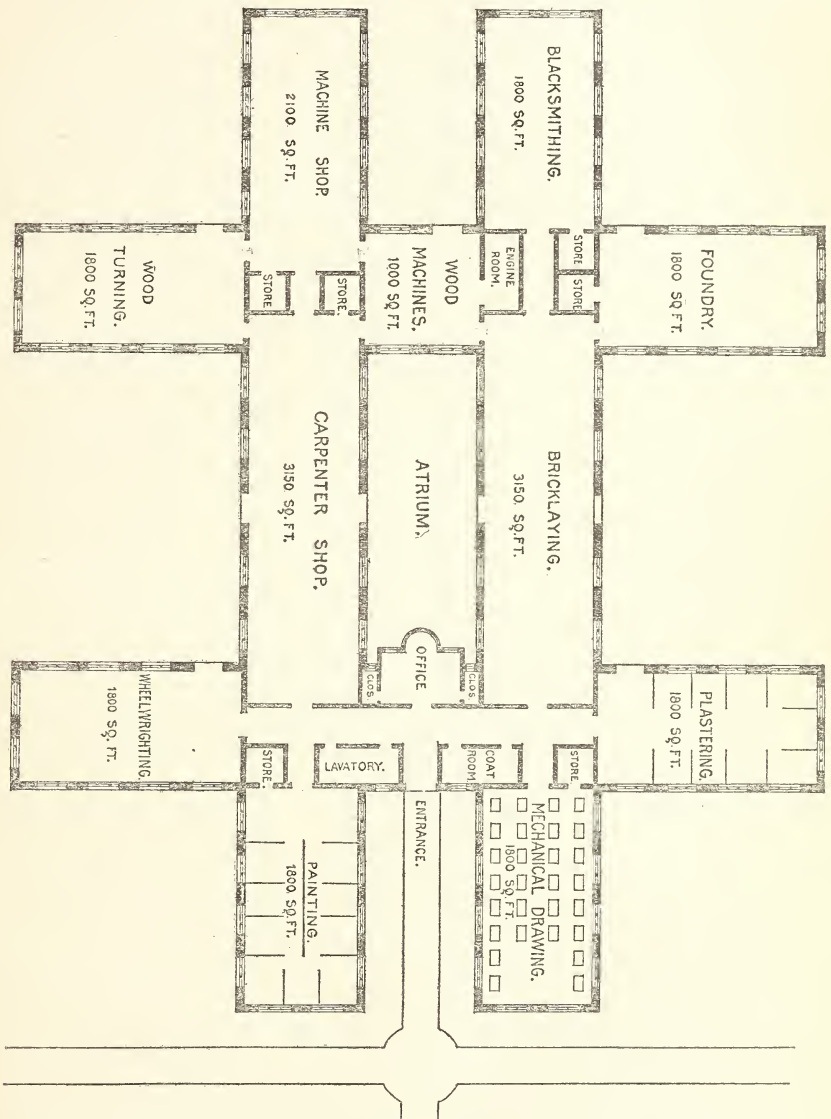 MACHINE SHOP.
2100. SQ. FT.
BLACKSMITHING.
1800 SQ. FT.
WOOD
TURNING.
1800 SQ. FT.
STORE
STORE.
WOOD
MACHINES.
1000 SQ FT.
ENGINE
ROOM.
STORE
STORE
FOUNDRY.
1800 SQ. FT.
CARPENTER SHOP.
3150 SQ. FT.
ATRIUM.
BRICKLAYING.
3150. SQ. FT.
OFFICE
CLOS.
CLOS.
WHEELWRIGHTING
1800 SQ. FT.
PLASTERING.
1800 SQ. FT.
STORE.
LAVATORY.
COAT
ROOM.
STORE
ENTRANCE.
PAINTING.
1800. SQ. FT.
MECHANICAL DRAWING.
1800 SQ. FT.